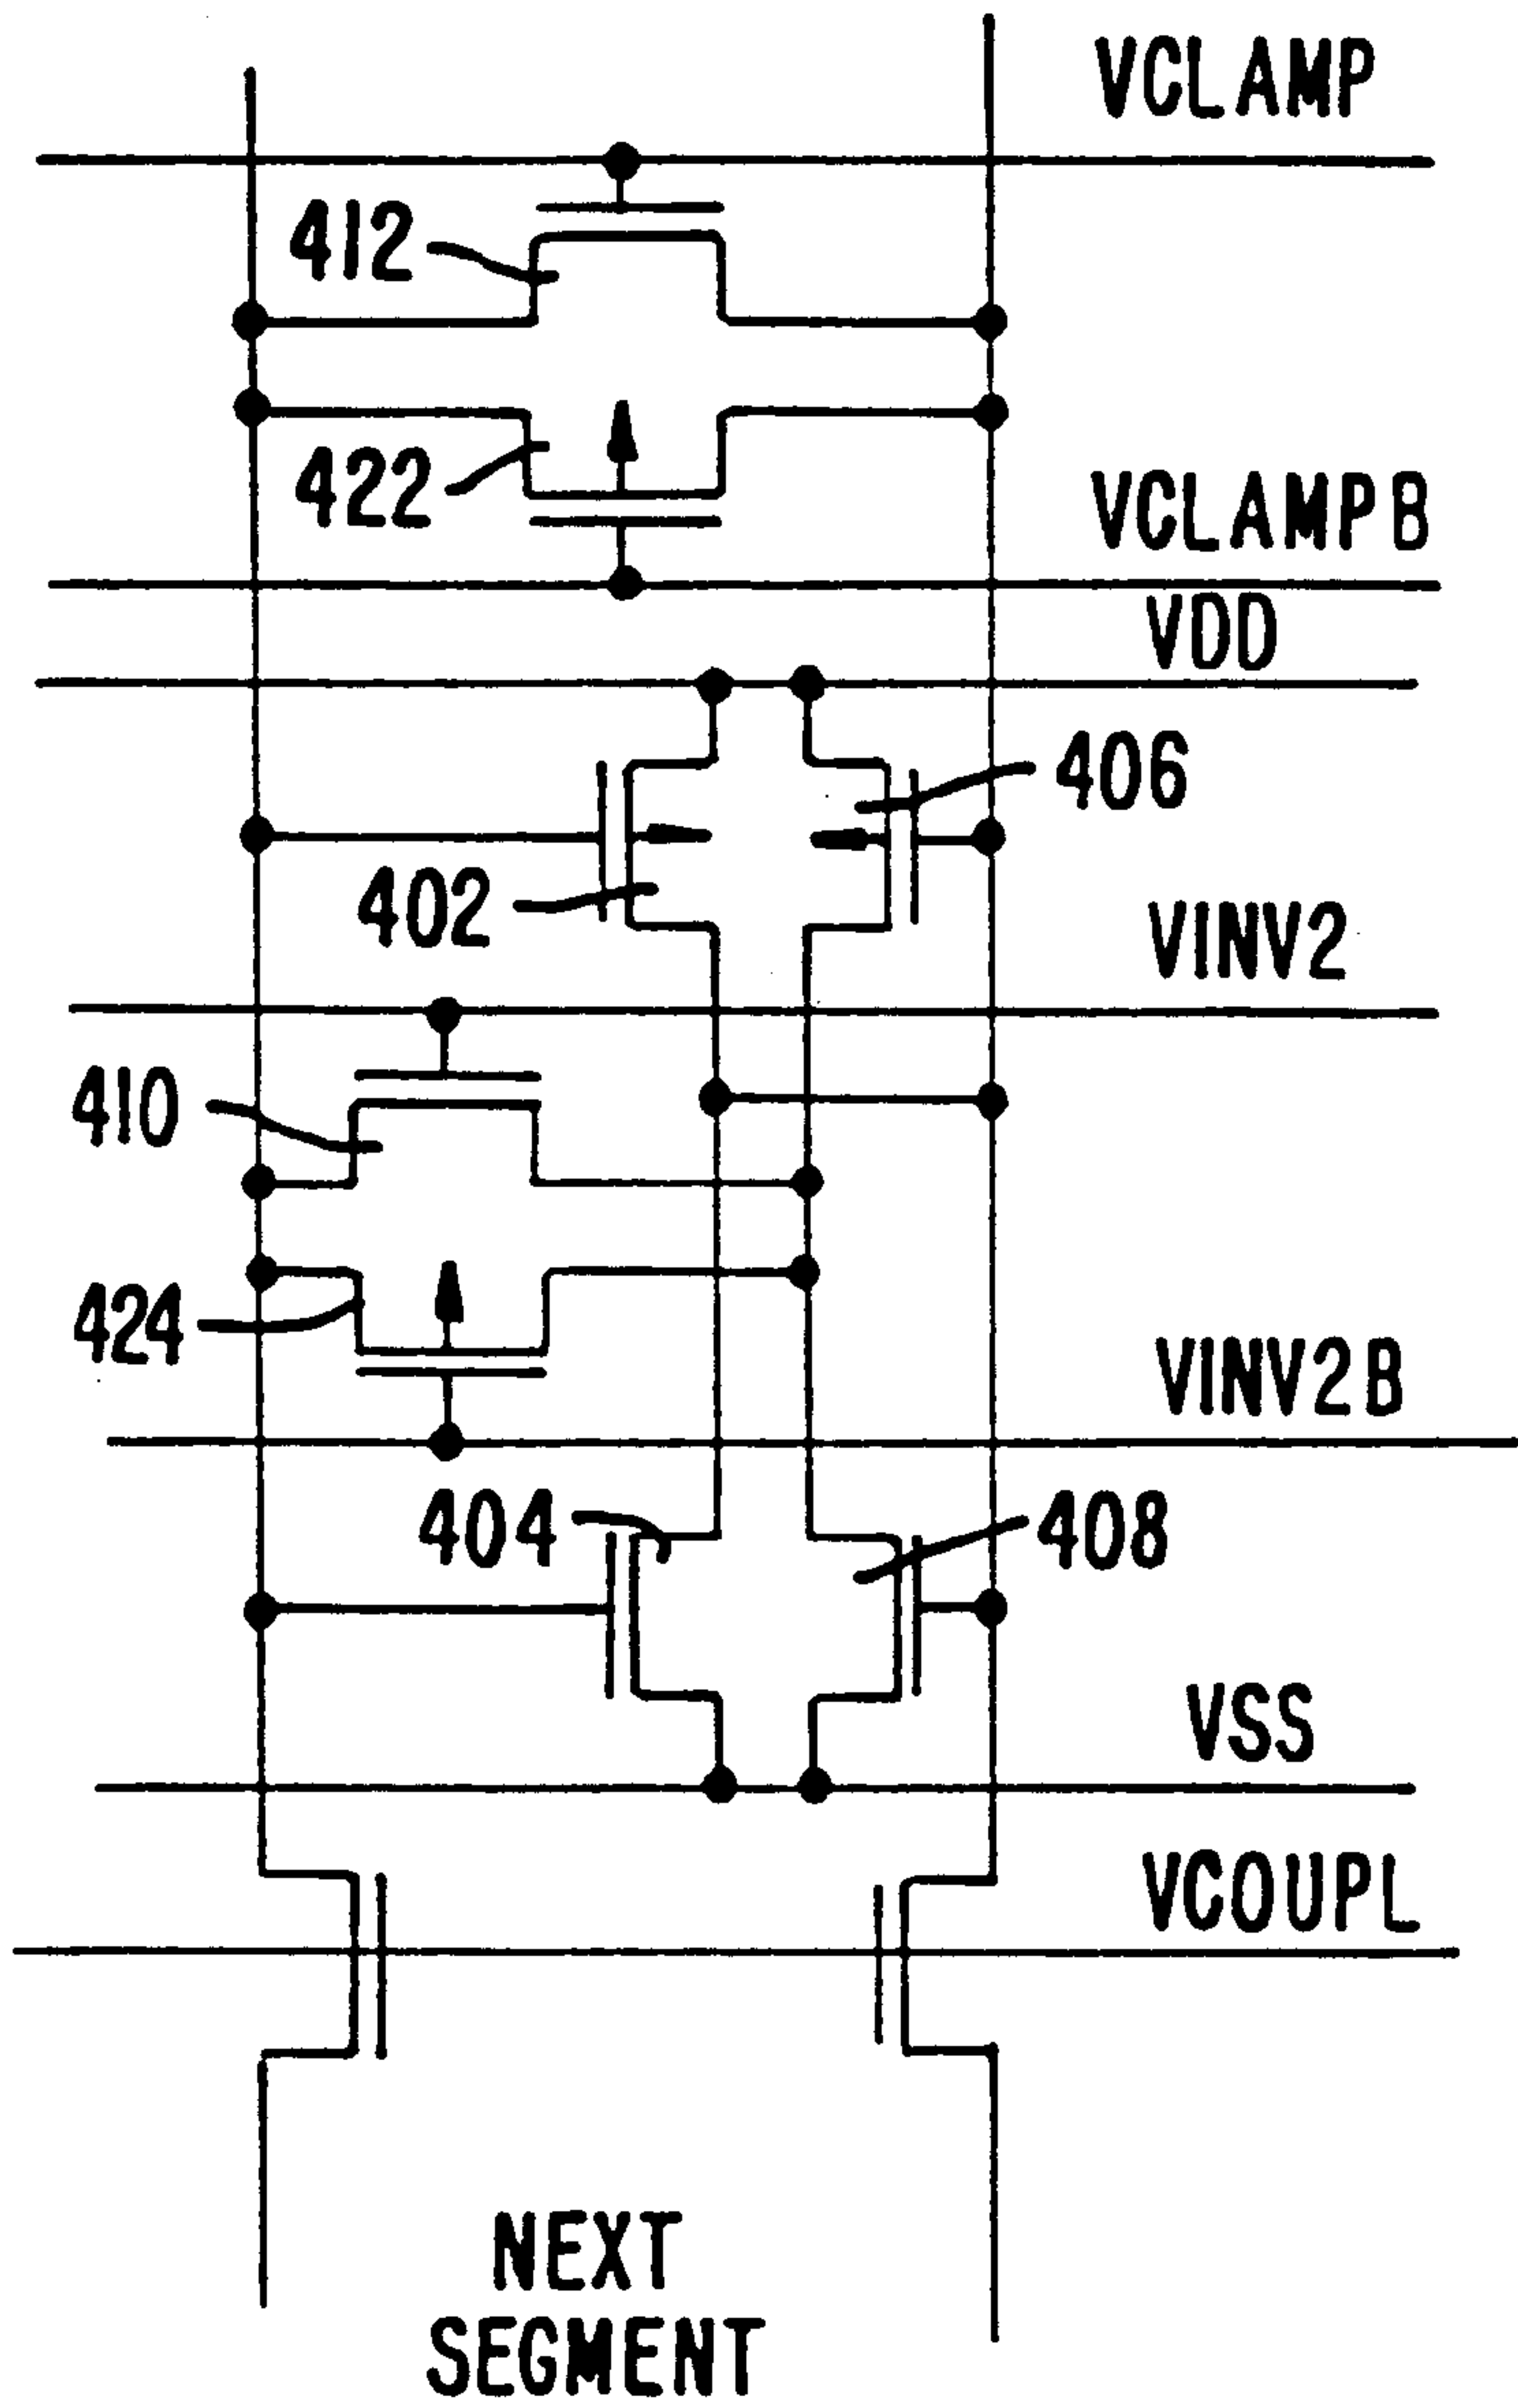 VCLAMP
412
422
VCLAMPB
VDD
406
402
VINV2
410
424
VINV2B
404
408
VSS
VCOUPL
NEXT
SEGMENT